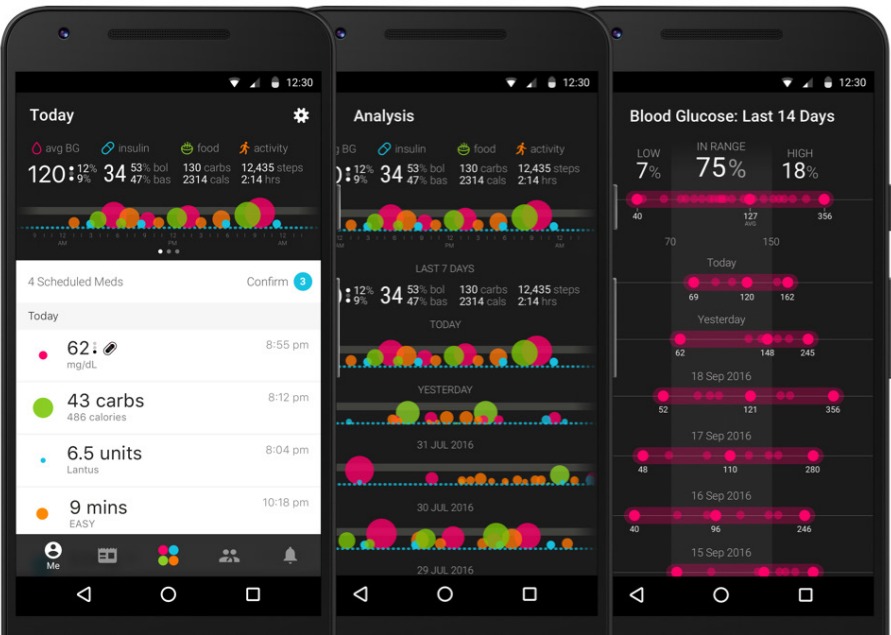 12:30
Today
avg BG insulin food activity
120 12% 9% 34 53% bol 47% bas 130 carbs 2314 cals 12,435 steps 2:14 hrs
AM PM AM
4 Scheduled Meds Confirm 3
Today
62 8:55 pm
mg/dL
43 carbs 8:12 pm
486 calories
6.5 units 8:04 pm
Lantus
9 mins 10:18 pm
EASY
Me
12:30
Analysis
BG insulin food activity
12% 9% 34 53% bol 47% bas 130 carbs 2314 cals 12,435 steps 2:14 hrs
AM PM AM
LAST 7 DAYS
12% 9% 34 53% bol 47% bas 130 carbs 2314 cals 12,435 steps 2:14 hrs
TODAY
YESTERDAY
31 JUL 2016
30 JUL 2016
29 JUL 2016
12:30
Blood Glucose: Last 14 Days
LOW IN RANGE HIGH
7% 75% 18%
40 127 356
AVG
70 150
Today
69 120 162
Yesterday
62 148 245
18 Sep 2016
52 121 356
17 Sep 2016
48 110 280
16 Sep 2016
40 96 246
15 Sep 2016